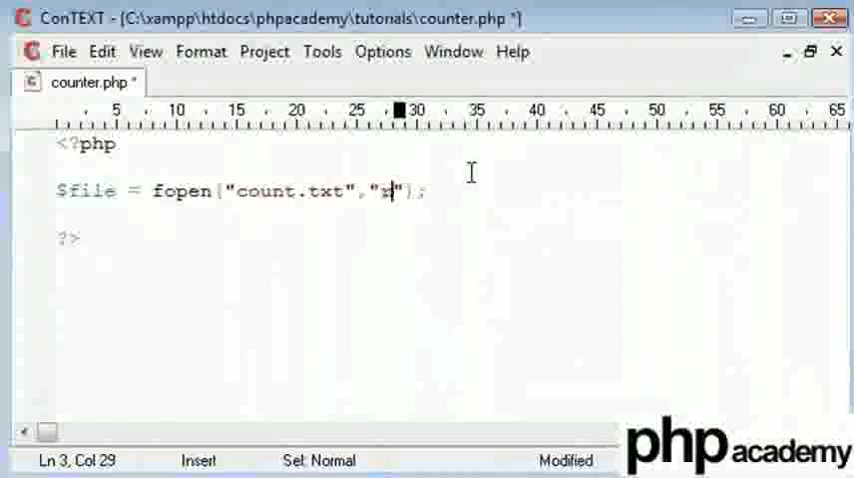 ConTEXT - [C:\xampp\htdocs\phpacademy\tutorials\counter.php *]
File Edit View Format Project Tools Options Window Help
counter.php *
5 10 15 20 25 30 35 40 45 50 55 60 65
<?php
$file = fopen("count.txt","r");
?>
Ln 3, Col 29 Insert Sel: Normal Modified
php academy